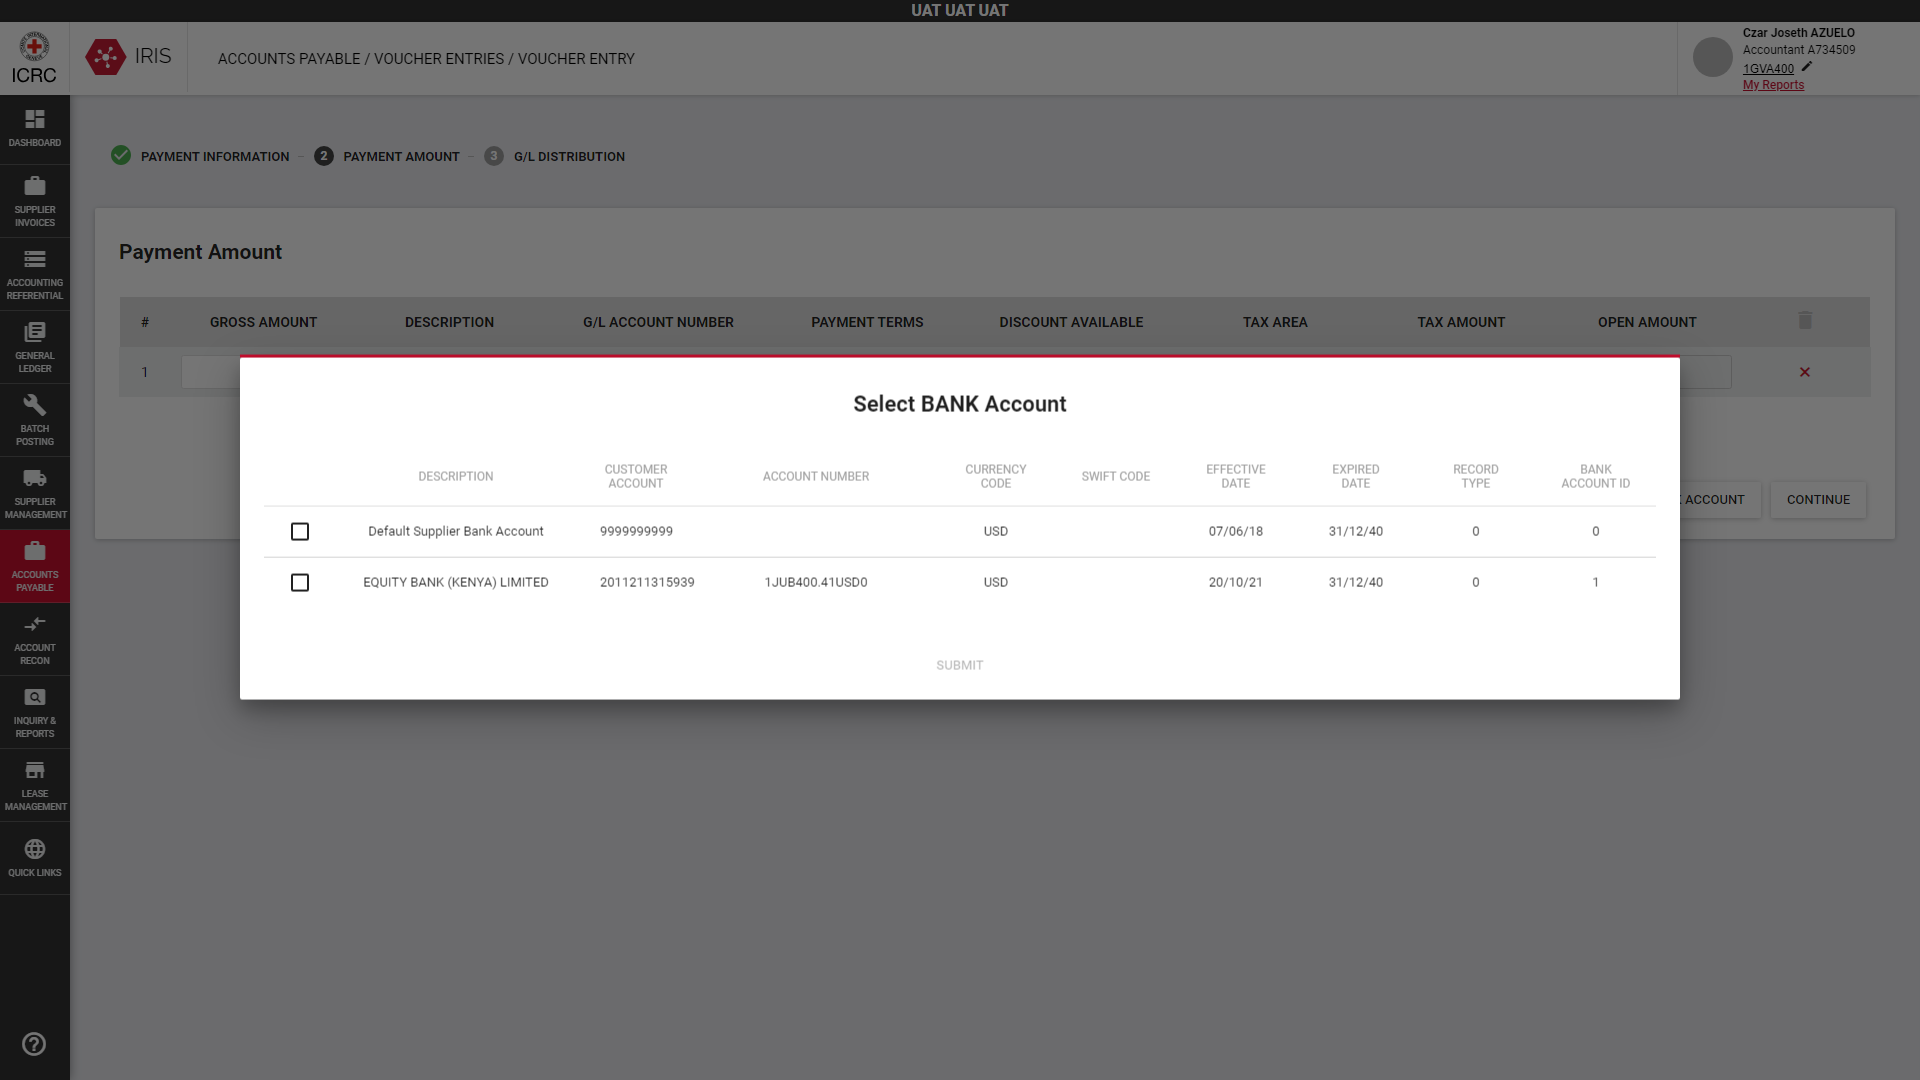 UAT UAT UAT
ICRC
IRIS
ACCOUNTS PAYABLE / VOUCHER ENTRIES / VOUCHER ENTRY
Czar Joseth AZUELO
Accountant A734509
1GVA400
My Reports
DASHBOARD
SUPPLIER
INVOICES
ACCOUNTING
REFERENTIAL
GENERAL
LEDGER
BATCH
POSTING
SUPPLIER
MANAGEMENT
ACCOUNTS
PAYABLE
ACCOUNT
RECON
INQUIRY &
REPORTS
LEASE
MANAGEMENT
QUICK LINKS
PAYMENT INFORMATION – 2 PAYMENT AMOUNT – 3 G/L DISTRIBUTION
Payment Amount
# GROSS AMOUNT DESCRIPTION G/L ACCOUNT NUMBER PAYMENT TERMS DISCOUNT AVAILABLE TAX AREA TAX AMOUNT OPEN AMOUNT
1
ACCOUNT CONTINUE
Select BANK Account
DESCRIPTION CUSTOMER ACCOUNT ACCOUNT NUMBER CURRENCY CODE SWIFT CODE EFFECTIVE DATE EXPIRED DATE RECORD TYPE BANK ACCOUNT ID
Default Supplier Bank Account 9999999999 USD 07/06/18 31/12/40 0 0
EQUITY BANK (KENYA) LIMITED 2011211315939 1JUB400.41USD0 USD 20/10/21 31/12/40 0 1
SUBMIT